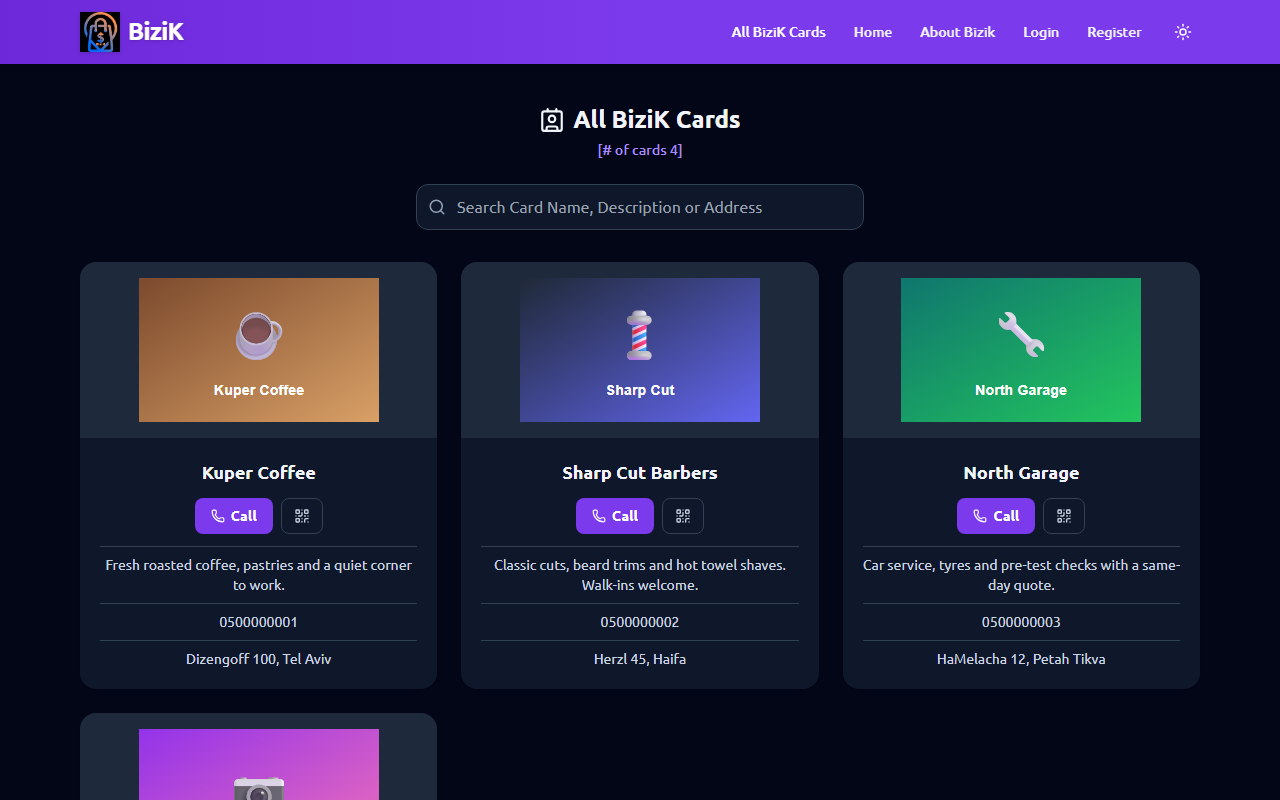 BiziK
All BiziK Cards
Home
About Bizik
Login
Register
All BiziK Cards
[# of cards 4]
Search Card Name, Description or Address
Kuper Coffee
Sharp Cut
North Garage
Kuper Coffee
Call
Fresh roasted coffee, pastries and a quiet corner
to work.
0500000001
Dizengoff 100, Tel Aviv
Sharp Cut Barbers
Call
Classic cuts, beard trims and hot towel shaves.
Walk-ins welcome.
0500000002
Herzl 45, Haifa
North Garage
Call
Car service, tyres and pre-test checks with a same-
day quote.
0500000003
HaMelacha 12, Petah Tikva